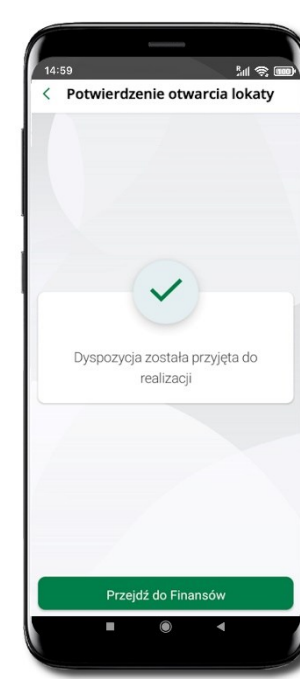 14:59
Potwierdzenie otwarcia lokaty
Dyspozycja została przyjęta do
realizacji
Przejdź do Finansów